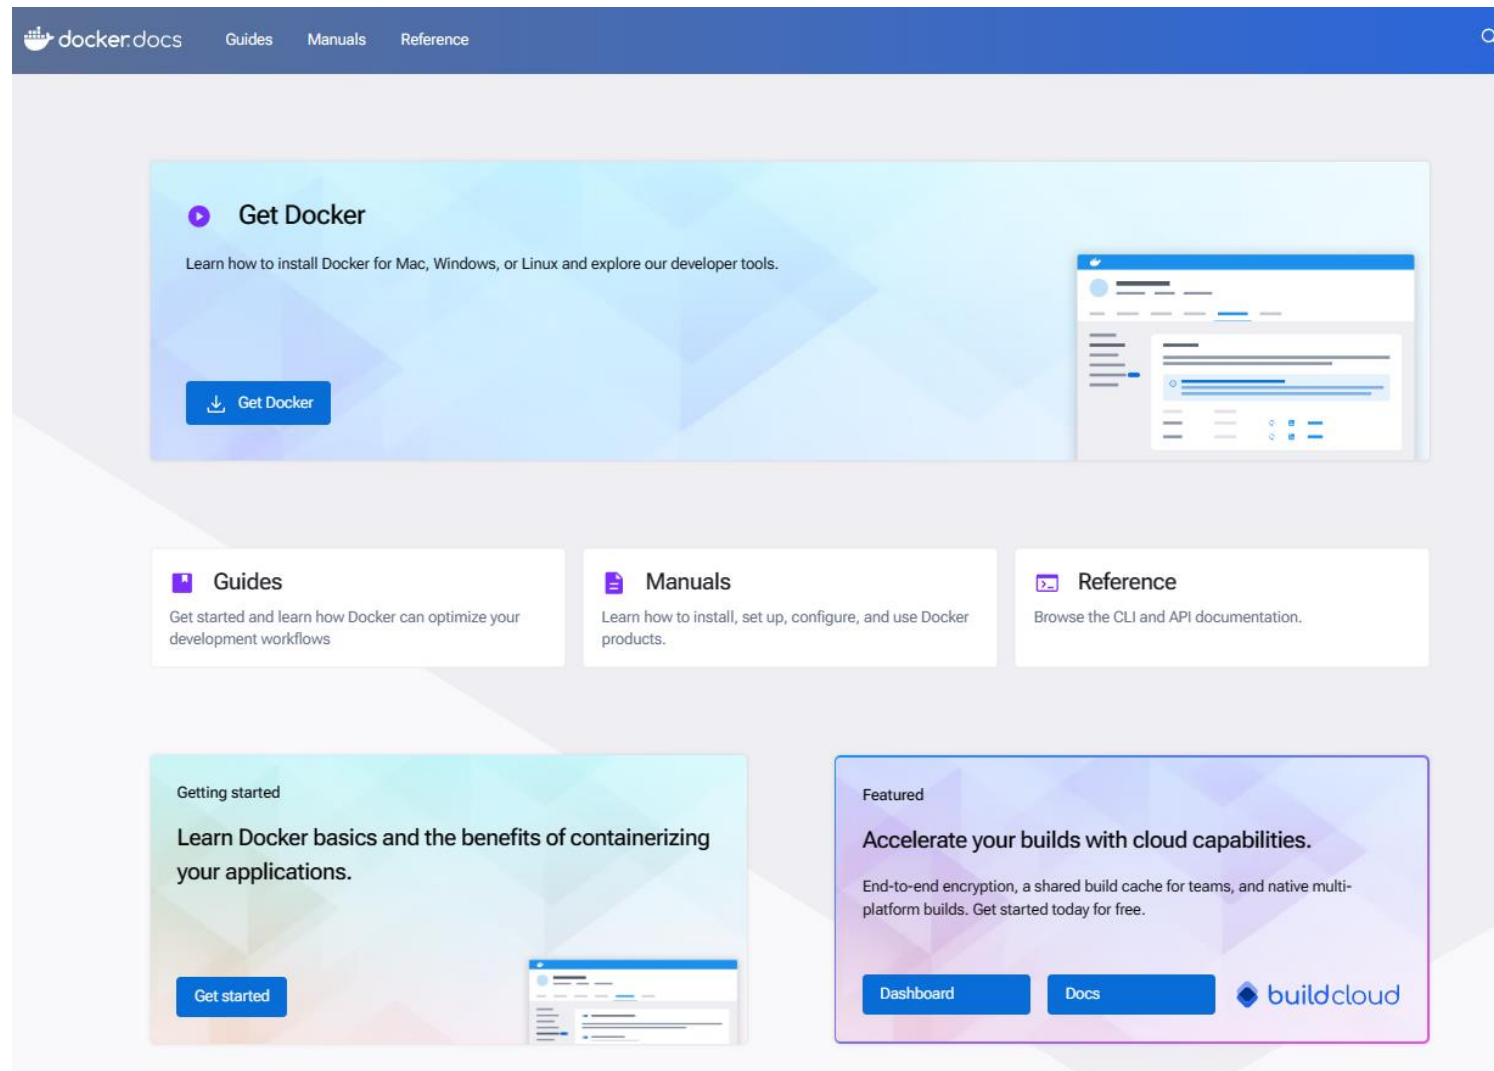 docker.docs
Guides
Manuals
Reference
Get Docker
Learn how to install Docker for Mac, Windows, or Linux and explore our developer tools.
Get Docker
Guides
Get started and learn how Docker can optimize your
development workflows
Manuals
Learn how to install, set up, configure, and use Docker
products.
Reference
Browse the CLI and API documentation.
Getting started
Learn Docker basics and the benefits of containerizing
your applications.
Get started
Featured
Accelerate your builds with cloud capabilities.
End-to-end encryption, a shared build cache for teams, and native multi-
platform builds. Get started today for free.
Dashboard
Docs
buildcloud